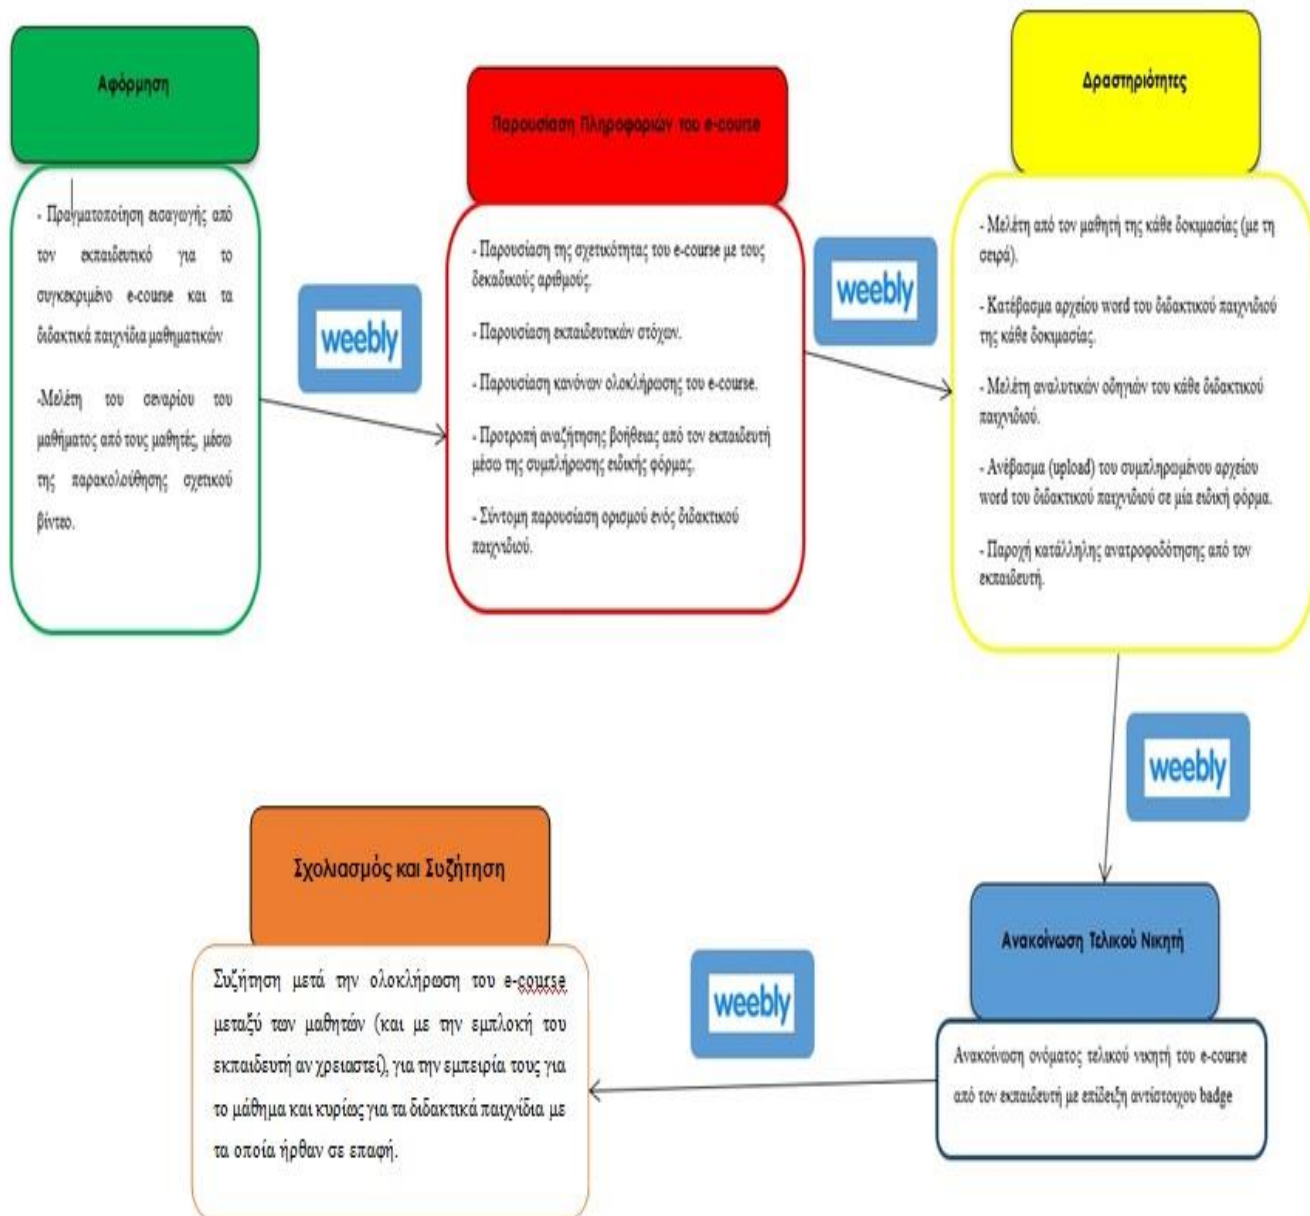 Αφόρμηση
- Πραγματοποίηση εισαγωγής από
τον εκπαιδευτικό για το
συγκεκριμένο e-course και τα
διδακτικά παιχνίδια μαθηματικών
-Μελέτη του σεναρίου του
μαθήματος από τους μαθητές, μέσω
της παρακολούθησης σχετικού
βίντεο.
weebly
Παρουσίαση Πληροφοριών του e-course
- Παρουσίαση της σχετικότητας του e-course με τους
δεκαδικούς αριθμούς.
- Παρουσίαση εκπαιδευτικών στόχων.
- Παρουσίαση κανόνων ολοκλήρωσης του e-course.
- Προτροπή αναζήτησης βοήθειας από τον εκπαιδευτή
μέσω της συμπλήρωσης ειδικής φόρμας.
- Σύντομη παρουσίαση ορισμού ενός διδακτικού
παιχνιδιού.
weebly
Δραστηριότητες
- Μελέτη από τον μαθητή της κάθε δοκιμασίας (με τη
σειρά).
- Κατέβασμα αρχείου word του διδακτικού παιχνιδιού
της κάθε δοκιμασίας.
- Μελέτη αναλυτικών οδηγιών του κάθε διδακτικού
παιχνιδιού.
- Ανέβασμα (upload) του συμπληρωμένου αρχείου
word του διδακτικού παιχνιδιού σε μία ειδική φόρμα.
- Παροχή κατάλληλης ανατροφοδότησης από τον
εκπαιδευτή.
weebly
Ανακοίνωση Τελικού Νικητή
Ανακοίνωση ονόματος τελικού νικητή του e-course
από τον εκπαιδευτή με επίδειξη αντίστοιχου badge
weebly
Σχολιασμός και Συζήτηση
Συζήτηση μετά την ολοκλήρωση του e-course
μεταξύ των μαθητών (και με την εμπλοκή του
εκπαιδευτή αν χρειαστεί), για την εμπειρία τους για
το μάθημα και κυρίως για τα διδακτικά παιχνίδια με
τα οποία ήρθαν σε επαφή.